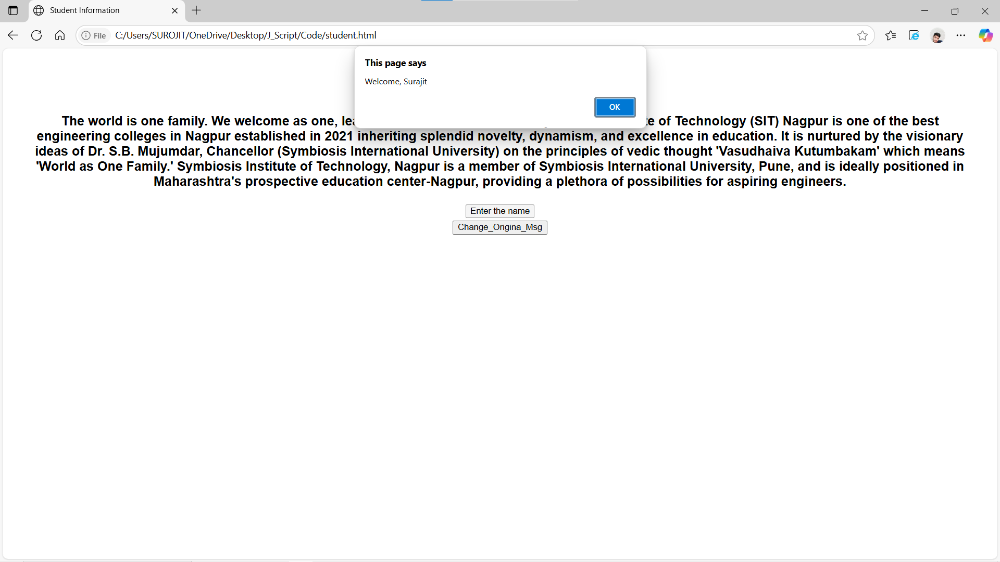 Student Information
File C:/Users/SUROJIT/OneDrive/Desktop/J_Script/Code/student.html
This page says
Welcome, Surajit
OK
The world is one family. We welcome as one, of Technology (SIT) Nagpur is one of the best
engineering colleges in Nagpur established in 2021 inheriting splendid novelty, dynamism, and excellence in education. It is nurtured by the visionary
ideas of Dr. S.B. Mujumdar, Chancellor (Symbiosis International University) on the principles of vedic thought 'Vasudhaiva Kutumbakam' which means
'World as One Family.' Symbiosis Institute of Technology, Nagpur is a member of Symbiosis International University, Pune, and is ideally positioned in
Maharashtra's prospective education center-Nagpur, providing a plethora of possibilities for aspiring engineers.
Enter the name
Change_Origina_Msg